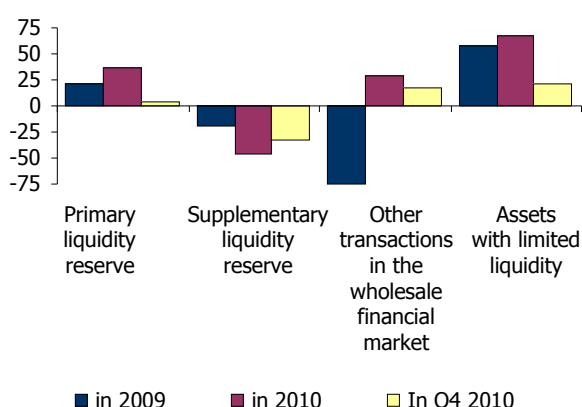 75
50
25
0
-25
-50
-75
Primary
liquidity
reserve
Supplementary
liquidity
reserve
Other
transactions
in the
wholesale
financial
market
Assets
with limited
liquidity
in 2009
in 2010
In Q4 2010